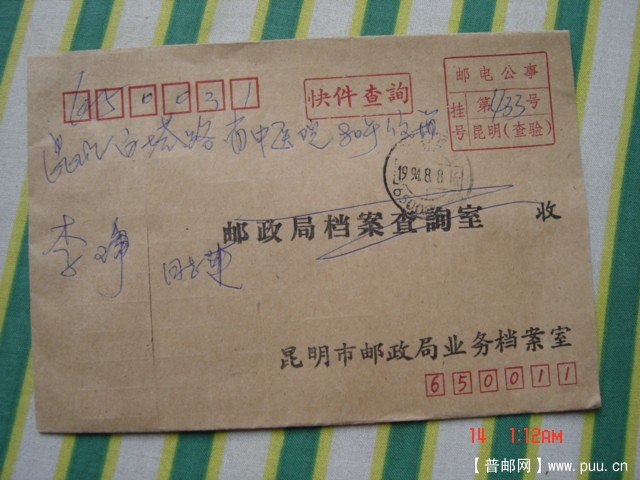 650031
快件查詢
邮电公事
挂号
第433号
昆明(查验)
昆明 路 省中医院
1994.8.8
邮政局档案查詢室 收
李
昆明市邮政局业务档案室
650011
14 1:12AM
【普邮网】www.puu.cn